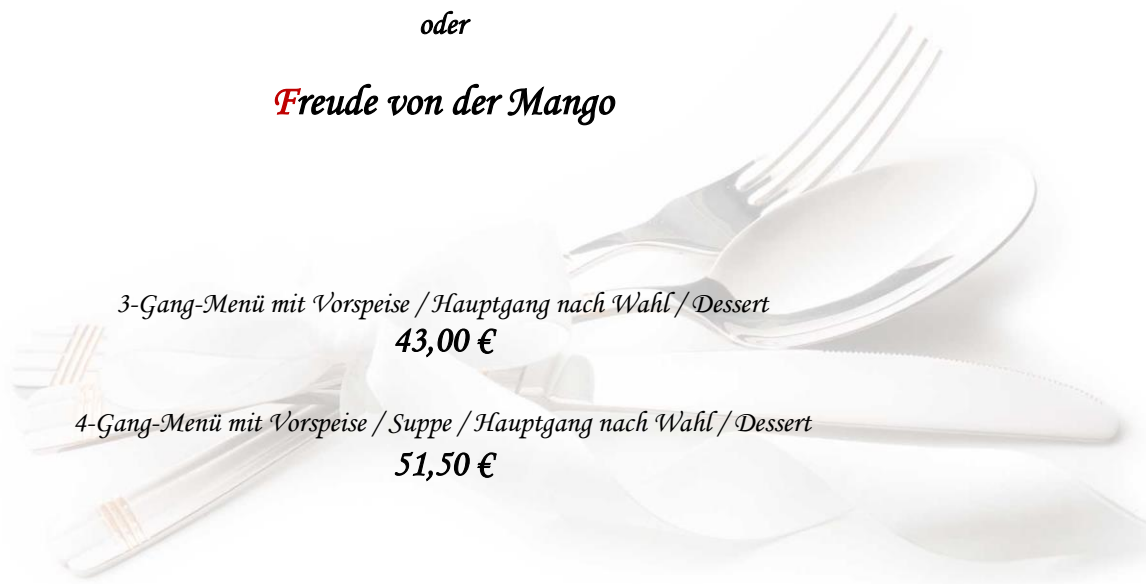 oder
Freude von der Mango
3-Gang-Menü mit Vorspeise / Hauptgang nach Wahl / Dessert
43,00 €
4-Gang-Menü mit Vorspeise / Suppe / Hauptgang nach Wahl / Dessert
51,50 €